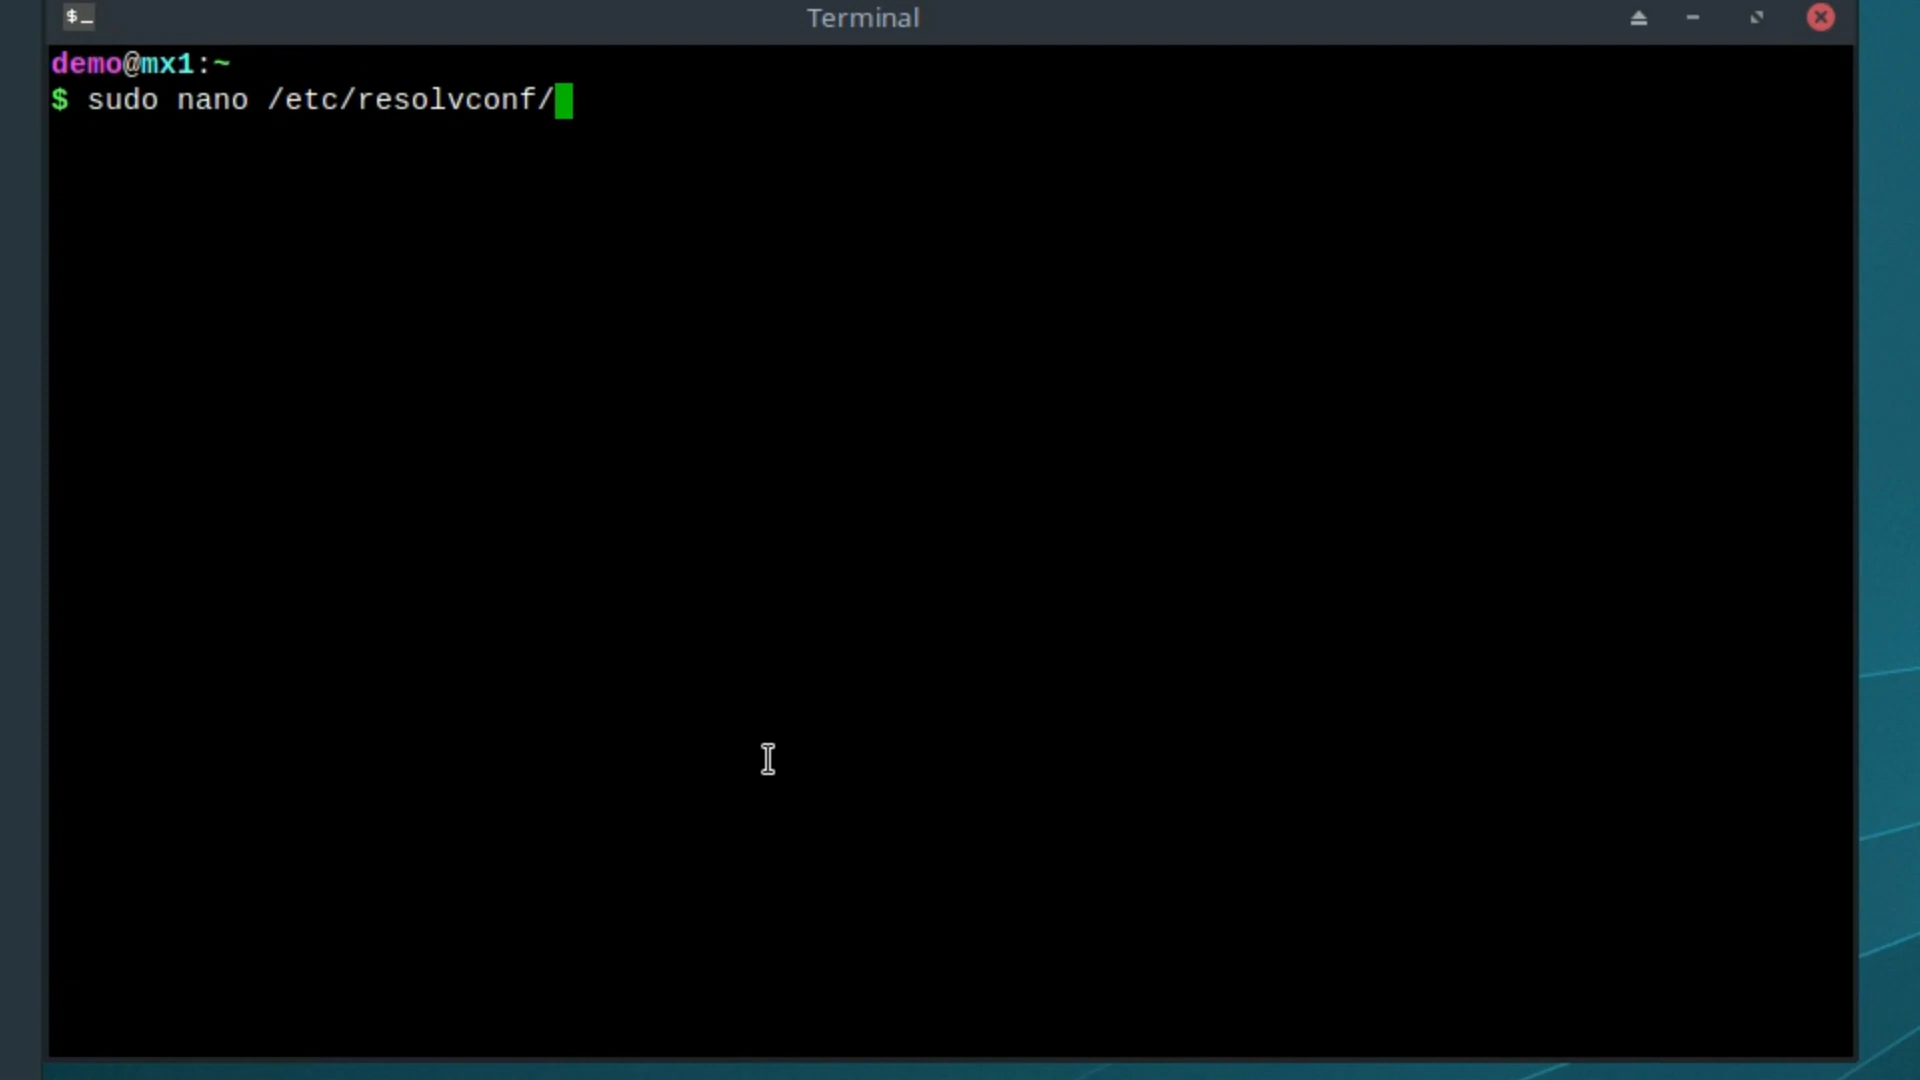 $_
Terminal
demo@mx1:~
$ sudo nano /etc/resolvconf/